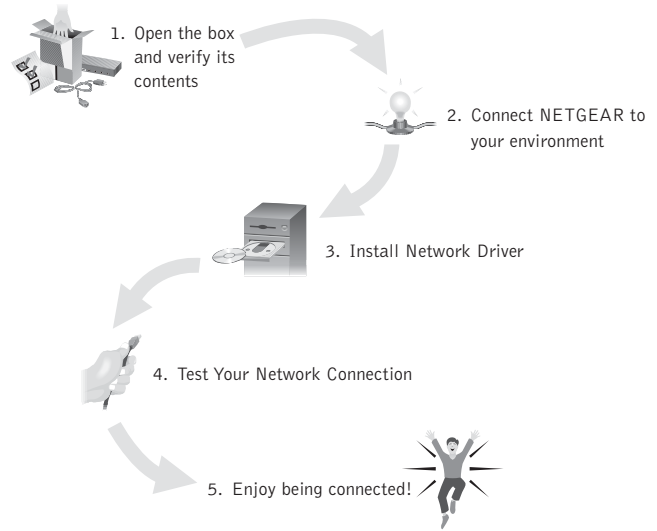 1. Open the box
and verify its
contents
2. Connect NETGEAR to
your environment
3. Install Network Driver
4. Test Your Network Connection
5. Enjoy being connected!